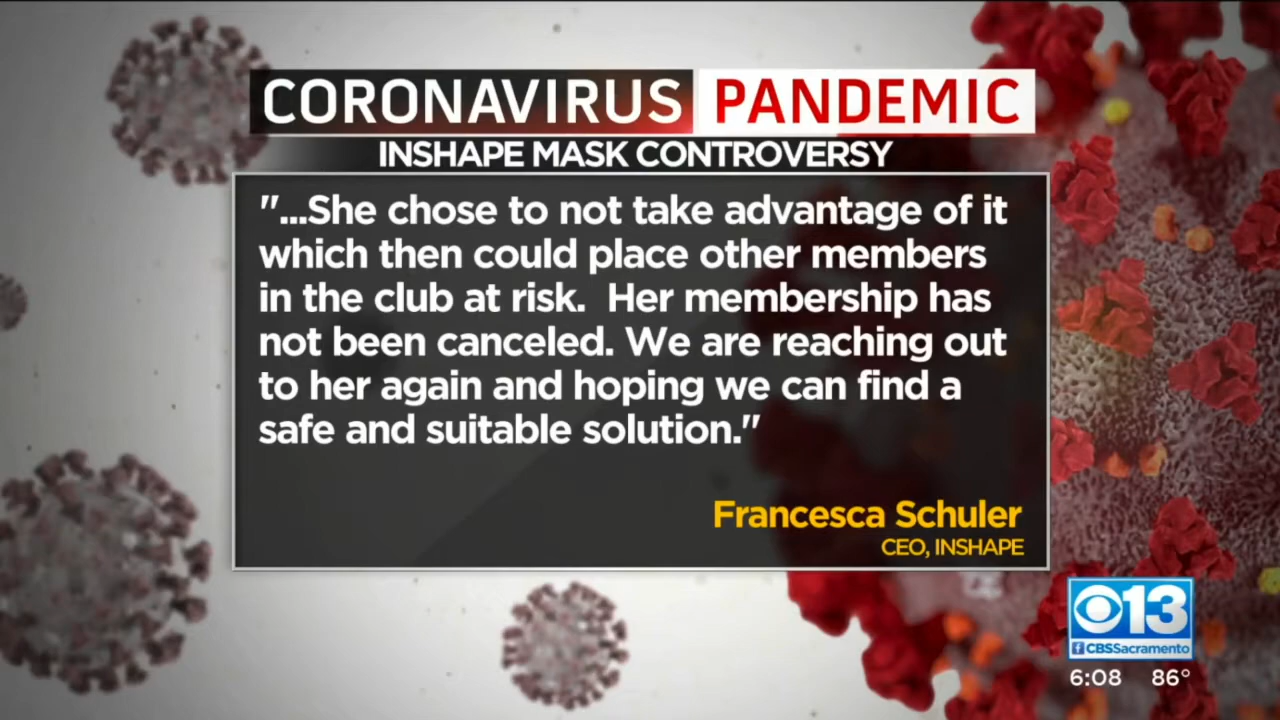 CORONAVIRUS PANDEMIC
INSHAPE MASK CONTROVERSY
"...She chose to not take advantage of it
which then could place other members
in the club at risk.  Her membership has
not been canceled. We are reaching out
to her again and hoping we can find a
safe and suitable solution."
Francesca Schuler
CEO, INSHAPE
13
f CBSSacramento
6:08 86°